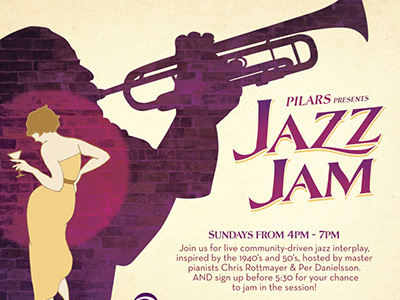 PILARS PRESENTS
JAZZ
JAM
SUNDAYS FROM 4PM - 7PM
Join us for live community-driven jazz interplay,
inspired by the 1940's and 50's, hosted by master
pianists Chris Rottmayer & Per Danielsson.
AND sign up before 5:30 for your chance
to jam in the session!